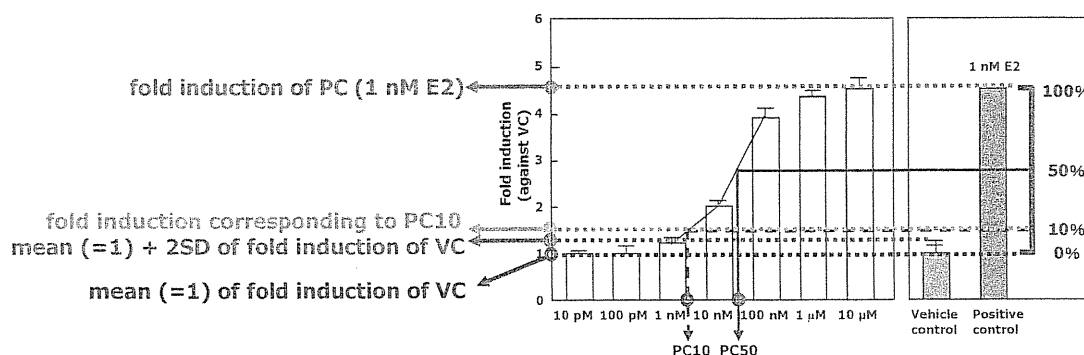 6
5
4
3
2
1
0
Fold induction
(against VC)
fold induction of PC (1 nM E2)
fold induction corresponding to PC10
mean (=1) + 2SD of fold induction of VC
mean (=1) of fold induction of VC
10 pM 100 pM 1 nM 10 nM 100 nM 1 μM 10 μM
PC10 PC50
1 nM E2
100%
50%
10%
0%
Vehicle control
Positive control